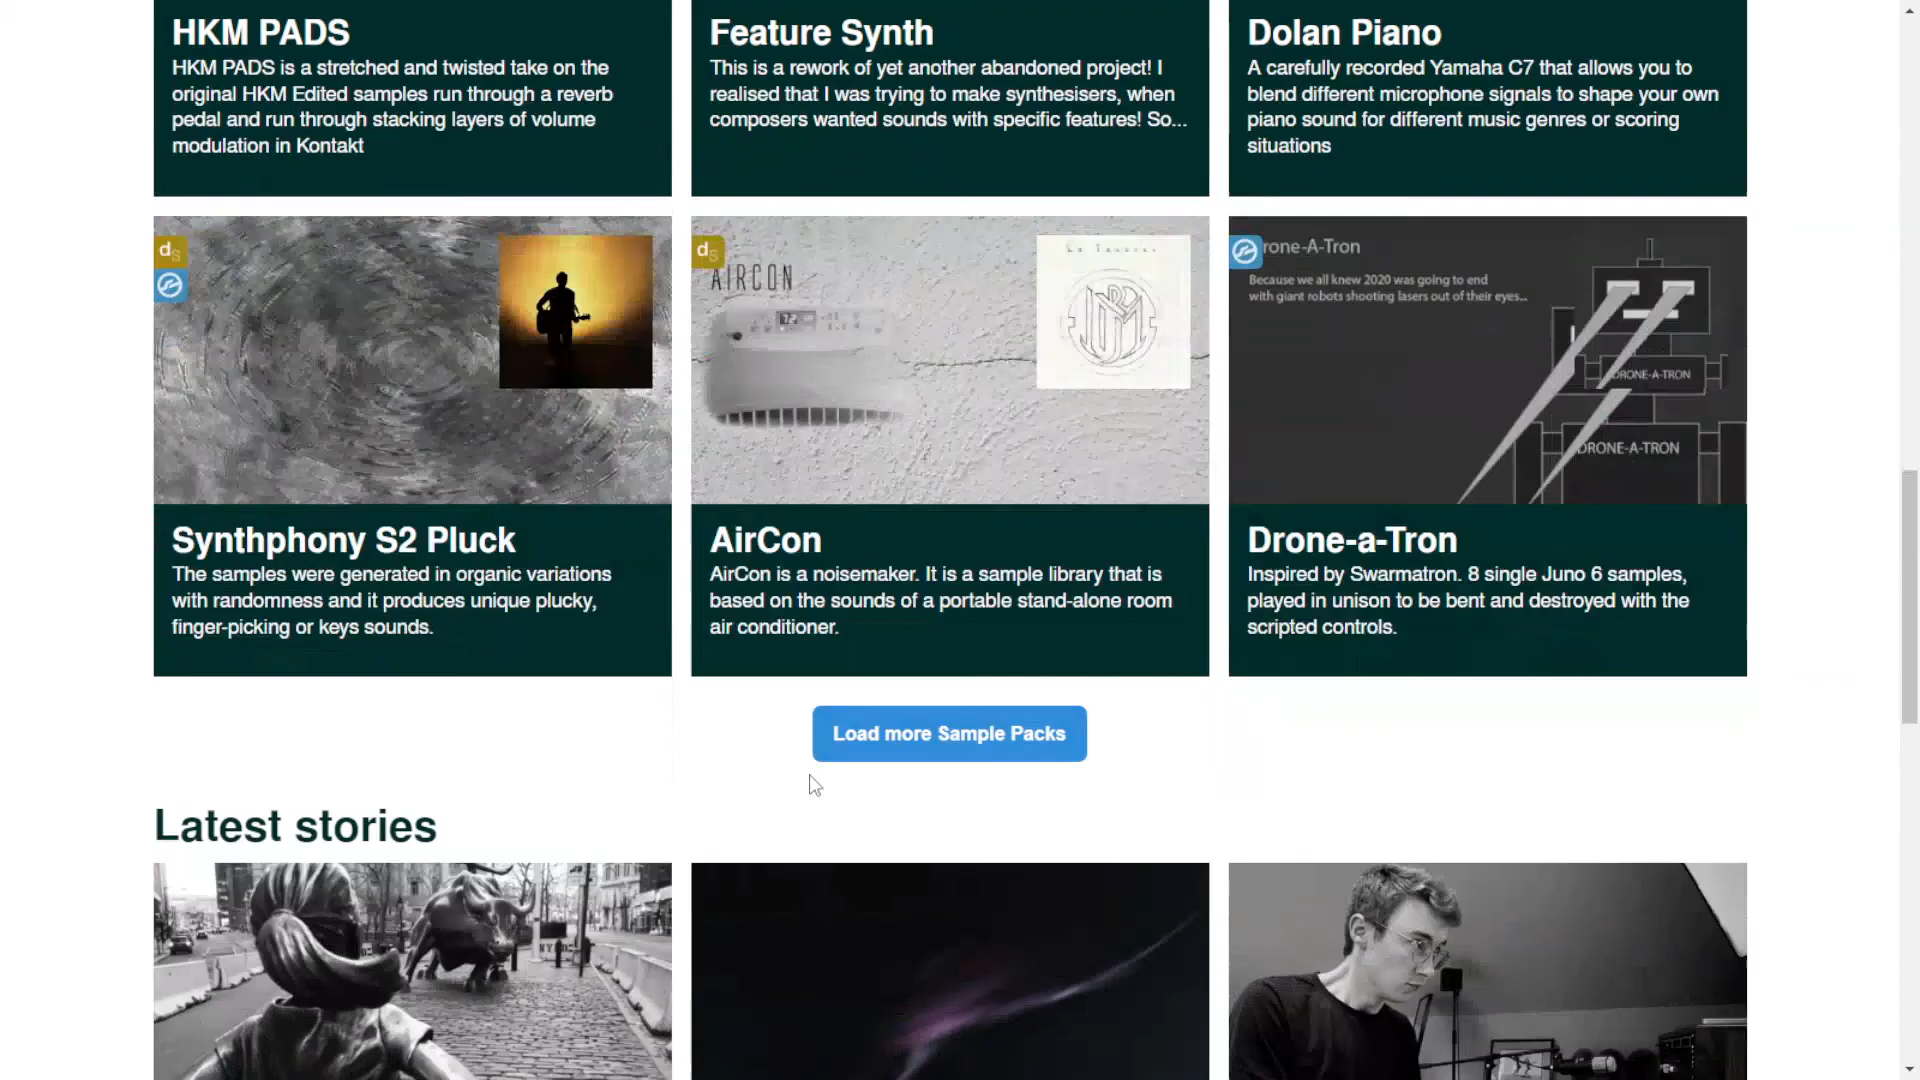 HKM PADS
HKM PADS is a stretched and twisted take on the
original HKM Edited samples run through a reverb
pedal and run through stacking layers of volume
modulation in Kontakt
Feature Synth
This is a rework of yet another abandoned project! I
realised that I was trying to make synthesisers, when
composers wanted sounds with specific features! So...
Dolan Piano
A carefully recorded Yamaha C7 that allows you to
blend different microphone signals to shape your own
piano sound for different music genres or scoring
situations
ds
Synthphony S2 Pluck
The samples were generated in organic variations
with randomness and it produces unique plucky,
finger-picking or keys sounds.
ds
AIRCON
72
AirCon
AirCon is a noisemaker. It is a sample library that is
based on the sounds of a portable stand-alone room
air conditioner.
rone-A-Tron
Because we all knew 2020 was going to end
with giant robots shooting lasers out of their eyes...
DRONE-A-TRON
DRONE-A-TRON
Drone-a-Tron
Inspired by Swarmatron. 8 single Juno 6 samples,
played in unison to be bent and destroyed with the
scripted controls.
Load more Sample Packs
Latest stories